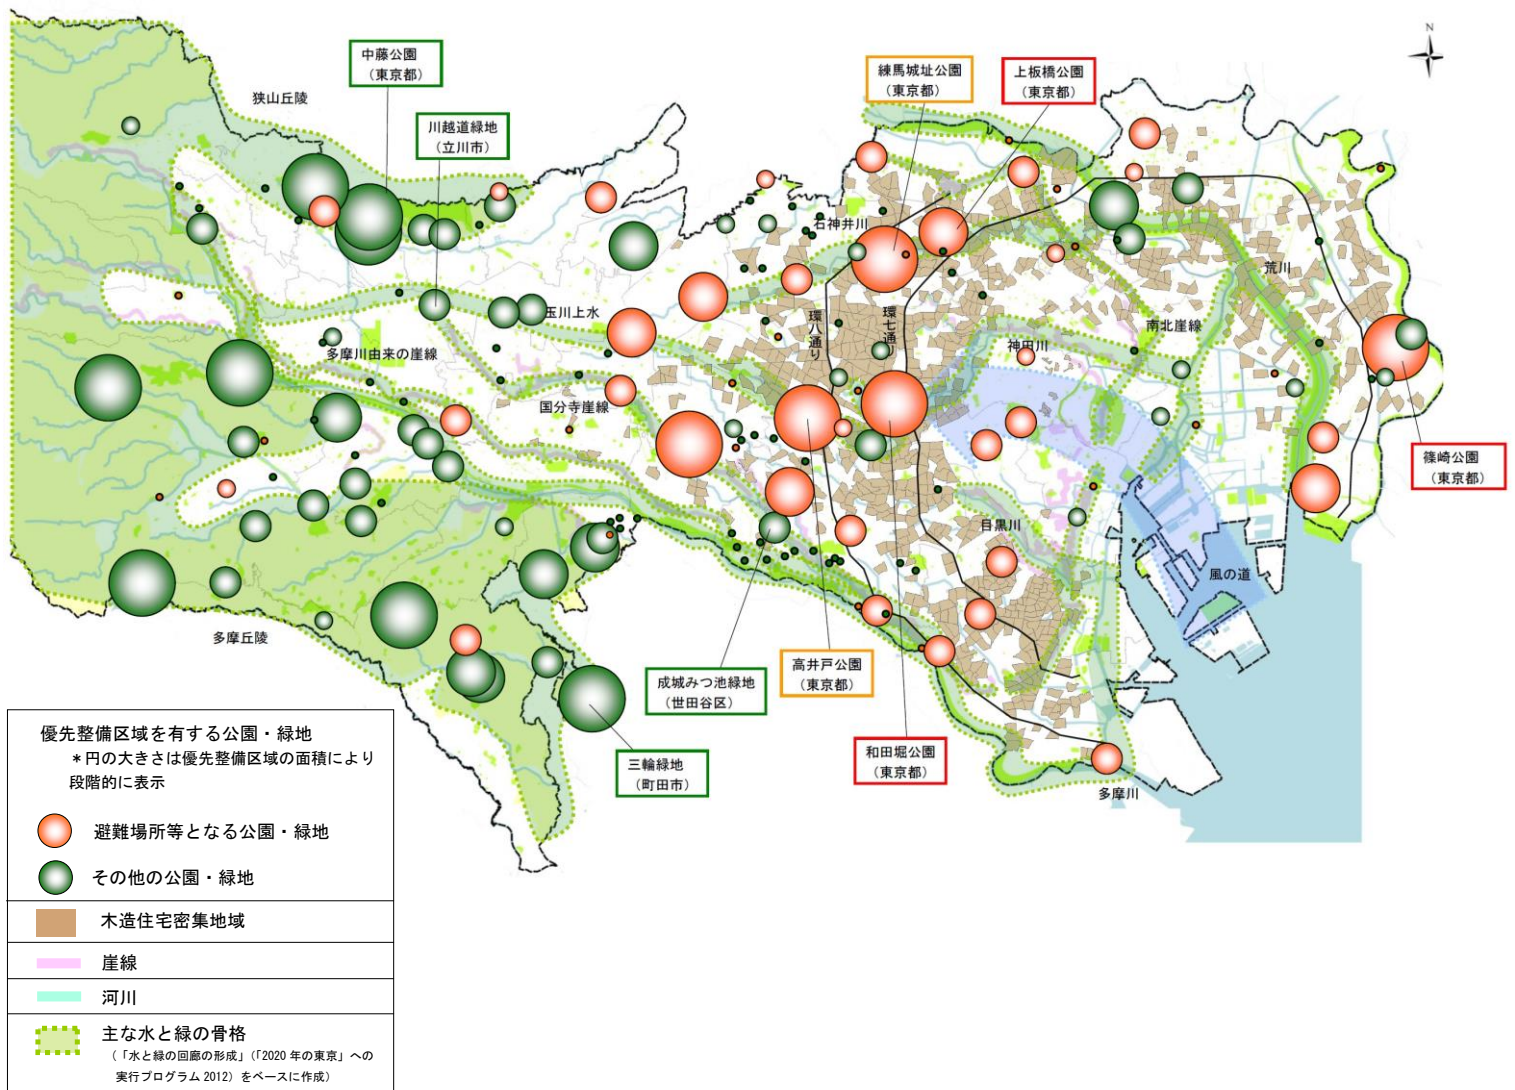 N
中藤公園
（東京都）
狭山丘陵
川越道緑地
（立川市）
練馬城址公園
（東京都）
上板橋公園
（東京都）
石神井川
荒川
玉川上水
環八通り
環七通り
南北崖線
神田川
多摩川由来の崖線
国分寺崖線
篠崎公園
（東京都）
目黒川
風の道
多摩丘陵
成城みつ池緑地
（世田谷区）
高井戸公園
（東京都）
三輪緑地
（町田市）
和田堀公園
（東京都）
多摩川
優先整備区域を有する公園・緑地
＊円の大きさは優先整備区域の面積により
段階的に表示
避難場所等となる公園・緑地
その他の公園・緑地
木造住宅密集地域
崖線
河川
主な水と緑の骨格
（「水と緑の回廊の形成」（「2020 年の東京」への
実行プログラム 2012）をベースに作成）